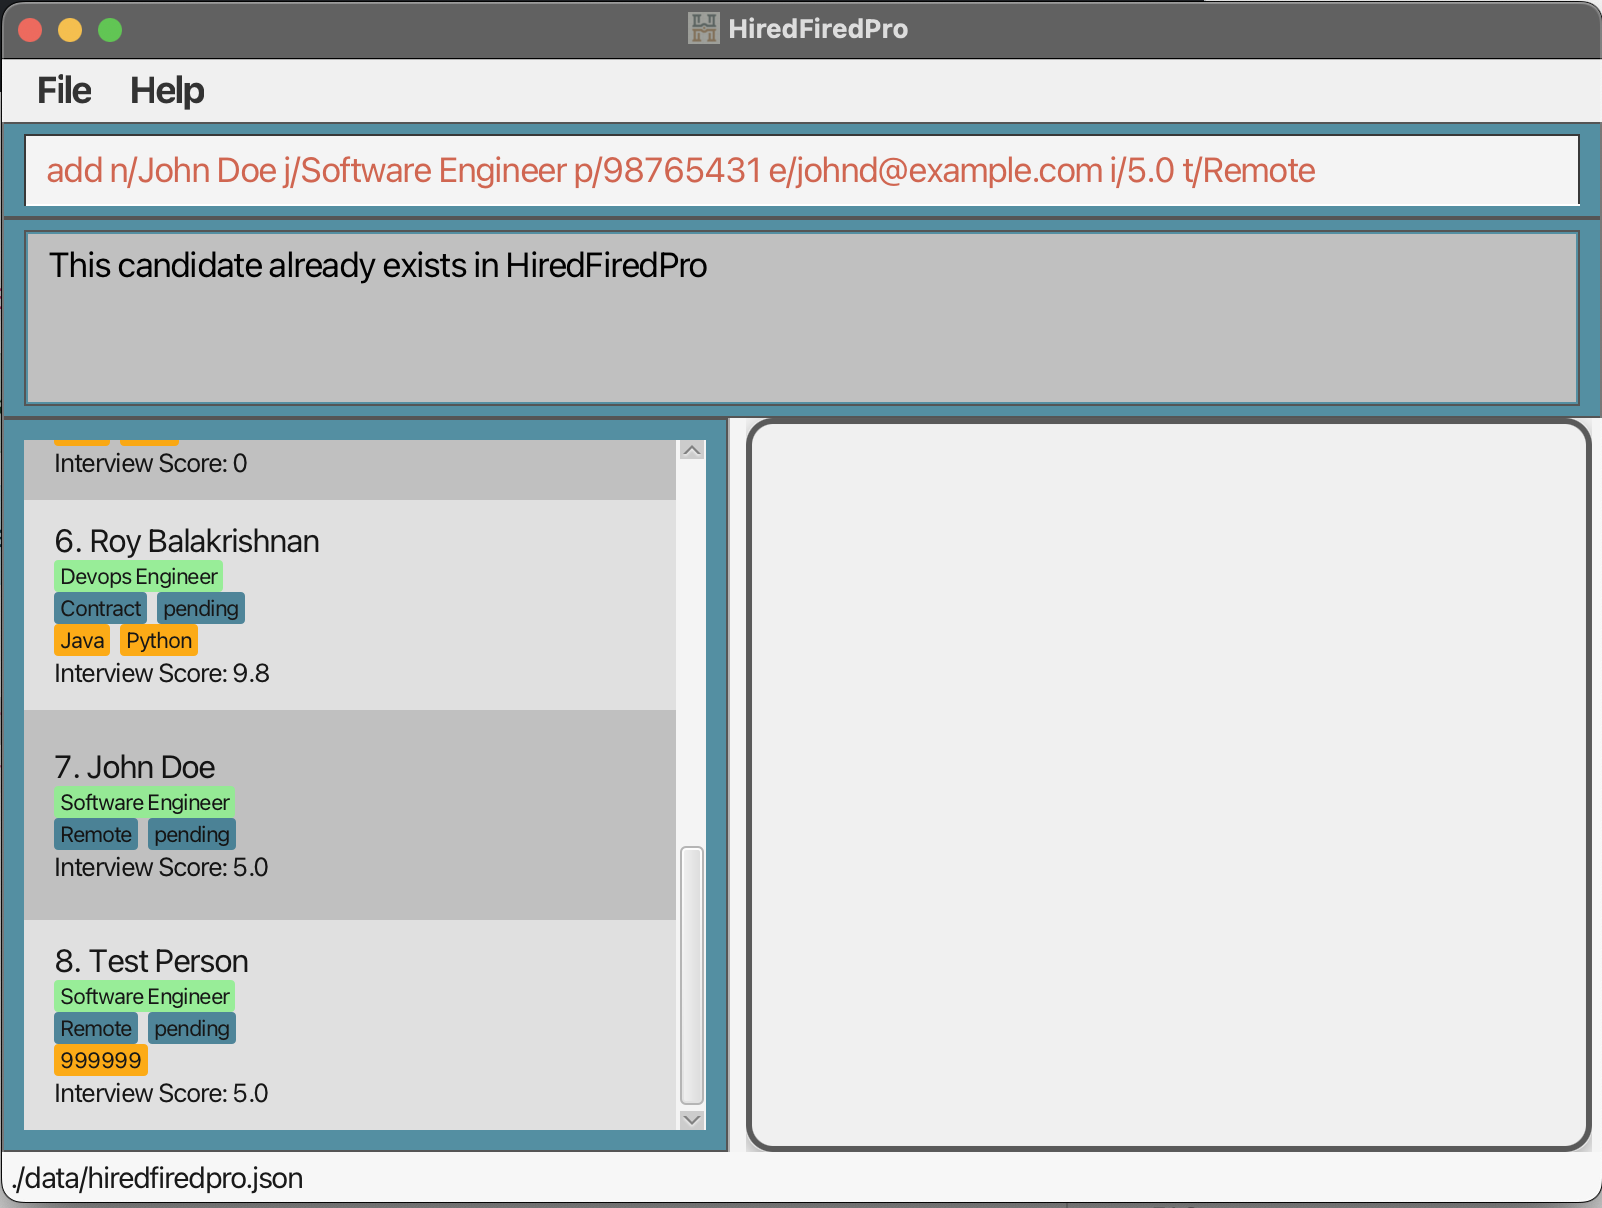 HiredFiredPro
File Help
add n/John Doe j/Software Engineer p/98765431 e/johnd@example.com i/5.0 t/Remote
This candidate already exists in HiredFiredPro
Interview Score: 0
6. Roy Balakrishnan
Devops Engineer
Contract pending
Java Python
Interview Score: 9.8
7. John Doe
Software Engineer
Remote pending
Interview Score: 5.0
8. Test Person
Software Engineer
Remote pending
999999
Interview Score: 5.0
./data/hiredfiredpro.json